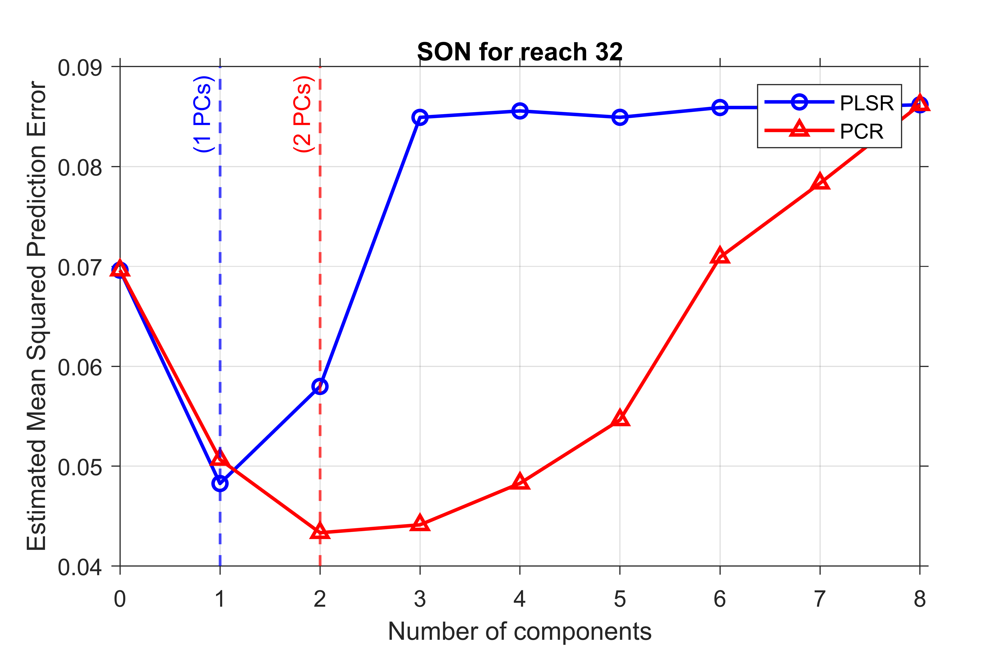 SON for reach 32
Estimated Mean Squared Prediction Error
0.09
0.08
0.07
0.06
0.05
0.04
(1 PCs)
(2 PCs)
PLSR
PCR
0 1 2 3 4 5 6 7 8
Number of components